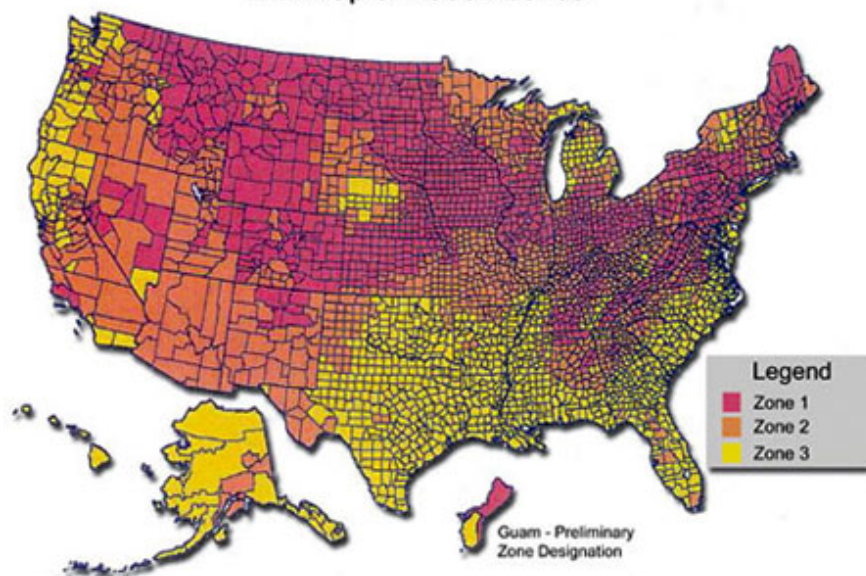 Legend
Zone 1
Zone 2
Zone 3
Guam - Preliminary
Zone Designation